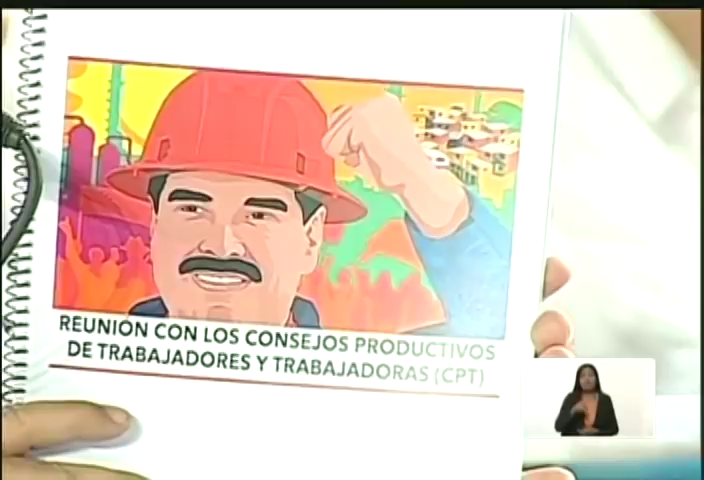 REUNIÓN CON LOS CONSEJOS PRODUCTIVOS
DE TRABAJADORES Y TRABAJADORAS (CPT)